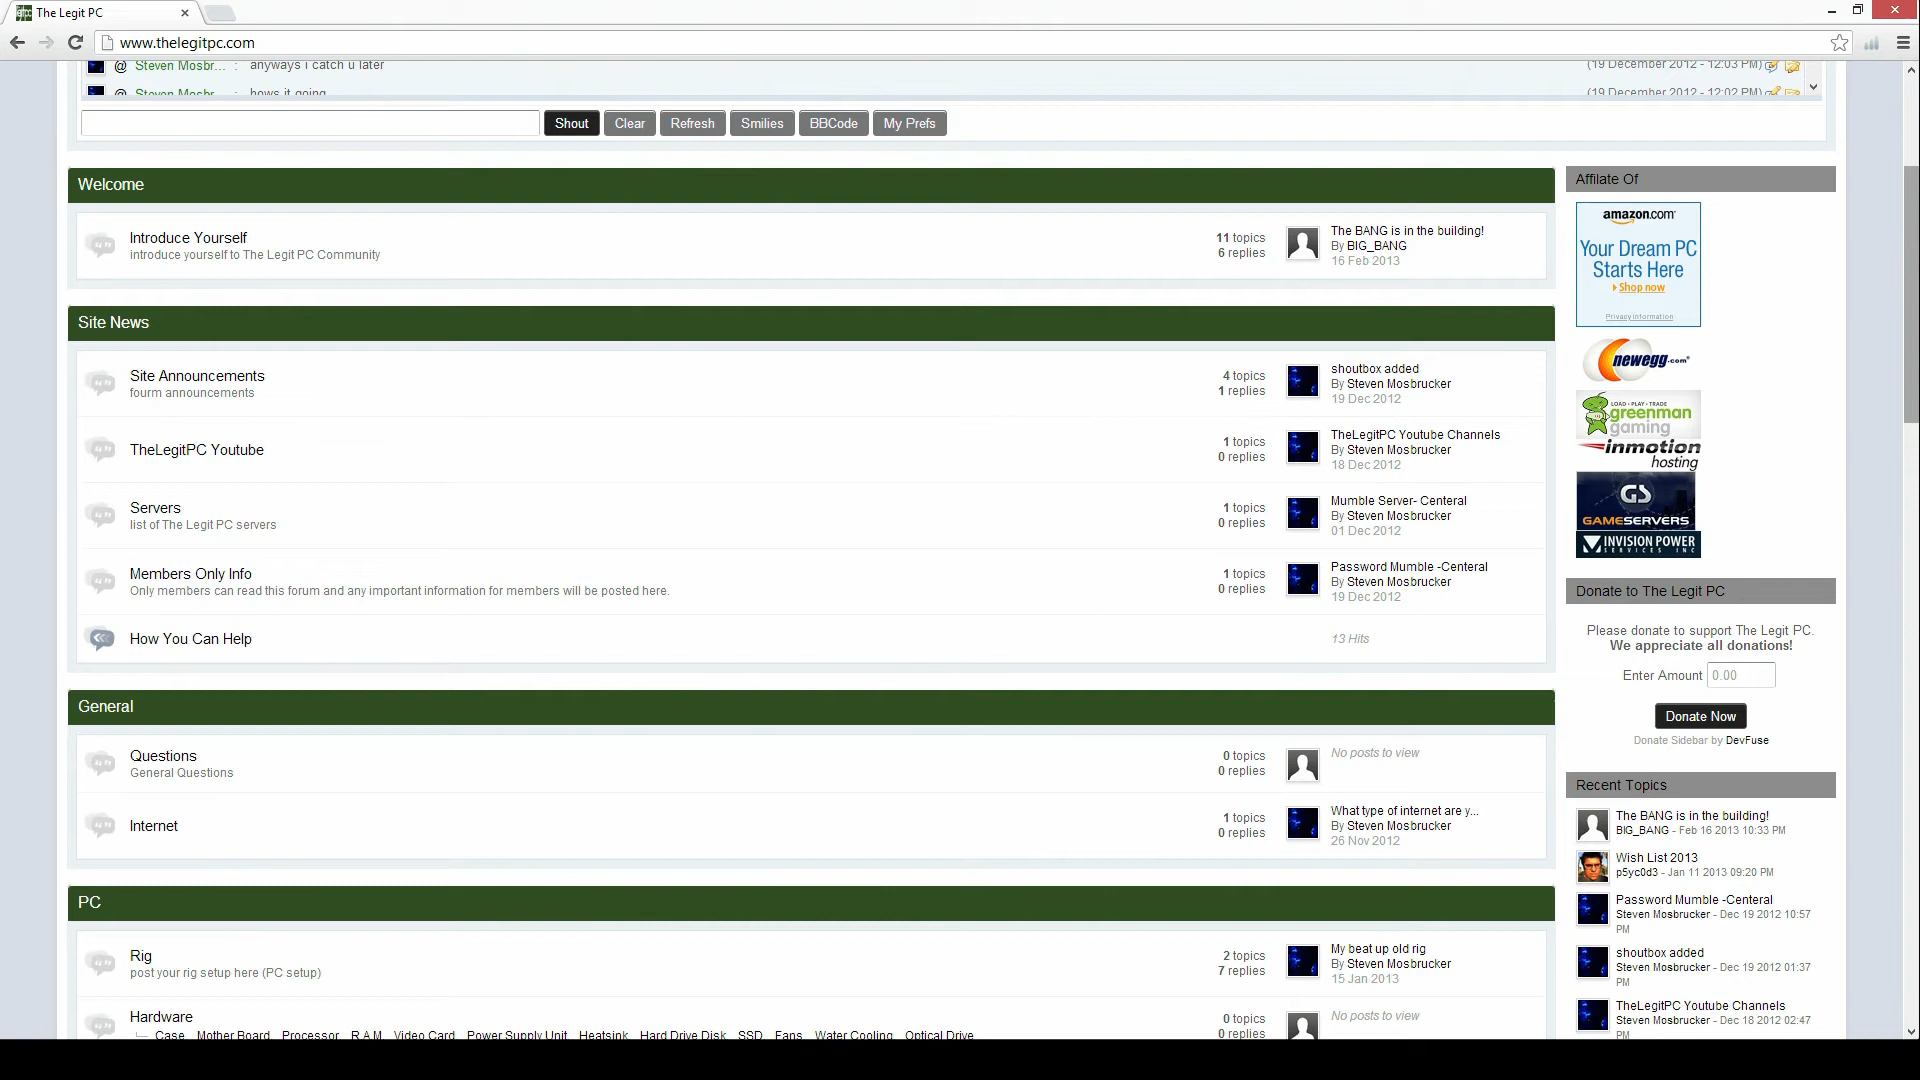 The Legit PC
www.thelegitpc.com
@ Steven Mosbr... : anyways i catch u later (19 December 2012 - 12:03 PM)
@ Steven Mosbr... : hows it going (19 December 2012 - 12:02 PM)
Shout Clear Refresh Smilies BBCode My Prefs
Welcome
Introduce Yourself
introduce yourself to The Legit PC Community
11 topics
6 replies
The BANG is in the building!
By BIG_BANG
16 Feb 2013
Site News
Site Announcements
fourm announcements
4 topics
1 replies
shoutbox added
By Steven Mosbrucker
19 Dec 2012
TheLegitPC Youtube
1 topics
0 replies
TheLegitPC Youtube Channels
By Steven Mosbrucker
18 Dec 2012
Servers
list of The Legit PC servers
1 topics
0 replies
Mumble Server- Centeral
By Steven Mosbrucker
01 Dec 2012
Members Only Info
Only members can read this forum and any important information for members will be posted here.
1 topics
0 replies
Password Mumble -Centeral
By Steven Mosbrucker
19 Dec 2012
How You Can Help
13 Hits
General
Questions
General Questions
0 topics
0 replies
No posts to view
Internet
1 topics
0 replies
What type of internet are y...
By Steven Mosbrucker
26 Nov 2012
PC
Rig
post your rig setup here (PC setup)
2 topics
7 replies
My beat up old rig
By Steven Mosbrucker
15 Jan 2013
Hardware
Case Mother Board Processor R.A.M Video Card Power Supply Unit Heatsink Hard Drive Disk SSD Fans Water Cooling Optical Drive
0 topics
0 replies
No posts to view
Affilate Of
amazon.com
Your Dream PC
Starts Here
Shop now
Privacy Information
newegg.com
LOAD • PLAY • TRADE
greenman
gaming
inmotion
hosting
GS
GAMESERVERS
INVISION POWER
SERVICES INC
Donate to The Legit PC
Please donate to support The Legit PC.
We appreciate all donations!
Enter Amount 0.00
Donate Now
Donate Sidebar by DevFuse
Recent Topics
The BANG is in the building!
BIG_BANG - Feb 16 2013 10:33 PM
Wish List 2013
p5yc0d3 - Jan 11 2013 09:20 PM
Password Mumble -Centeral
Steven Mosbrucker - Dec 19 2012 10:57
PM
shoutbox added
Steven Mosbrucker - Dec 19 2012 01:37
PM
TheLegitPC Youtube Channels
Steven Mosbrucker - Dec 18 2012 02:47
PM